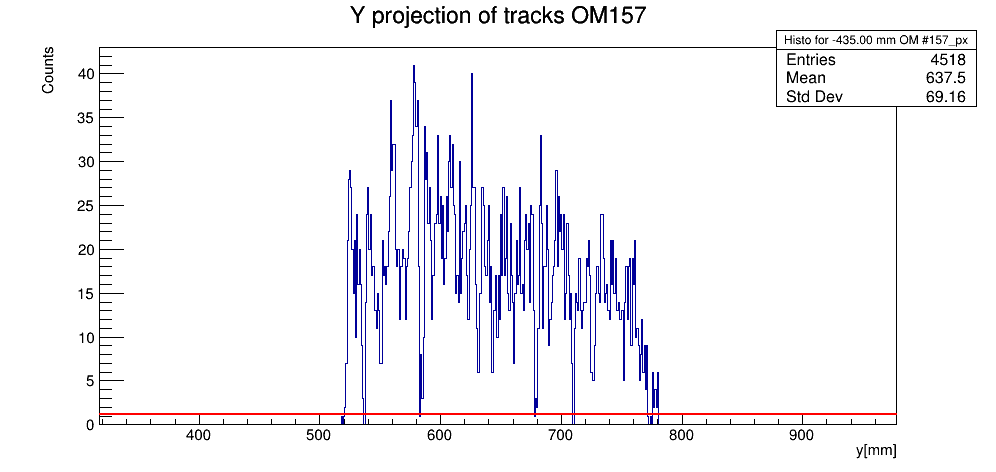 Y projection of tracks OM157
Histo for -435.00 mm OM #157_px
Entries 4518
Mean 637.5
Std Dev 69.16
Counts
40
35
30
25
20
15
10
5
0
400 500 600 700 800 900
y[mm]